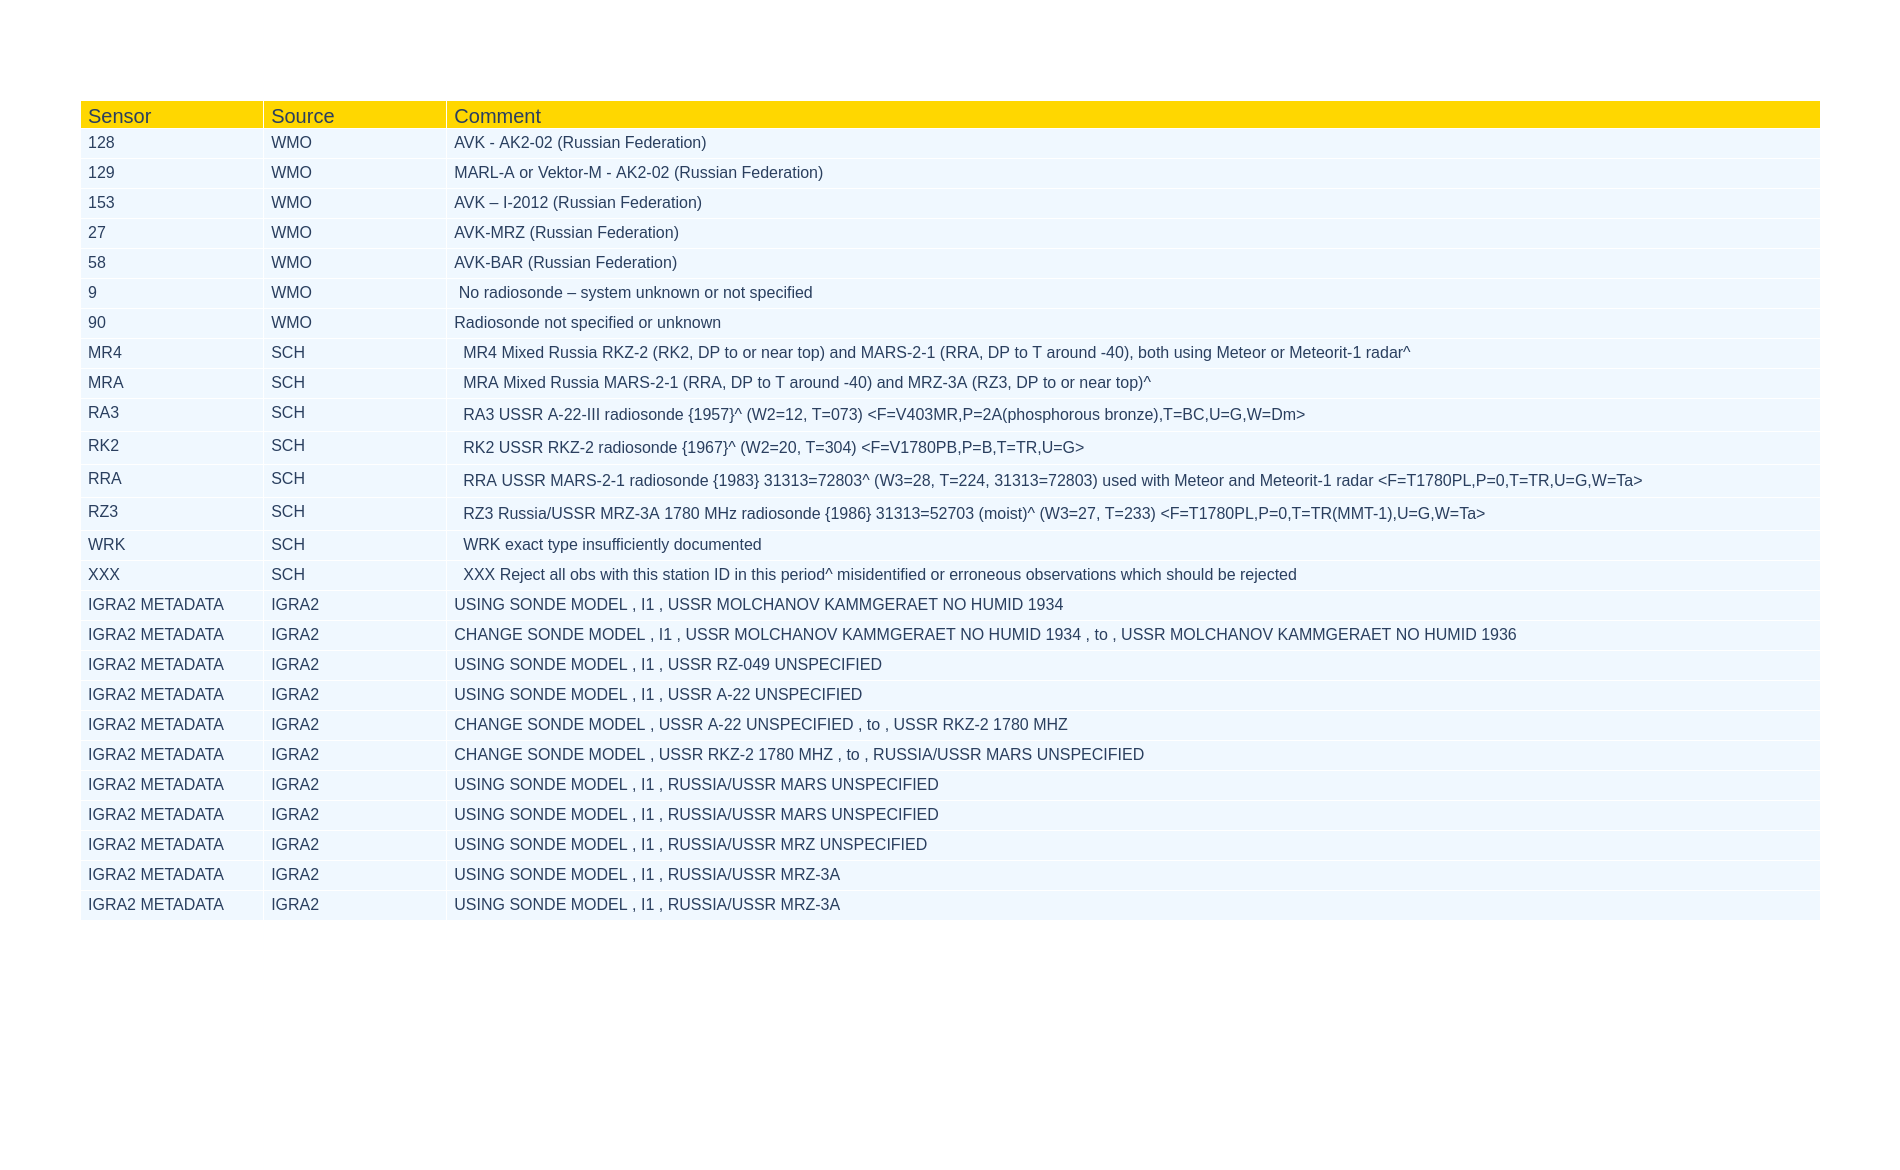 Sensor Source Comment
128 WMO AVK - AK2-02 (Russian Federation)
129 WMO MARL-A or Vektor-M - AK2-02 (Russian Federation)
153 WMO AVK – I-2012 (Russian Federation)
27 WMO AVK-MRZ (Russian Federation)
58 WMO AVK-BAR (Russian Federation)
9 WMO No radiosonde – system unknown or not specified
90 WMO Radiosonde not specified or unknown
MR4 SCH MR4 Mixed Russia RKZ-2 (RK2, DP to or near top) and MARS-2-1 (RRA, DP to T around -40), both using Meteor or Meteorit-1 radar^
MRA SCH MRA Mixed Russia MARS-2-1 (RRA, DP to T around -40) and MRZ-3A (RZ3, DP to or near top)^
RA3 SCH RA3 USSR A-22-III radiosonde {1957}^ (W2=12, T=073) <F=V403MR,P=2A(phosphorous bronze),T=BC,U=G,W=Dm>
RK2 SCH RK2 USSR RKZ-2 radiosonde {1967}^ (W2=20, T=304) <F=V1780PB,P=B,T=TR,U=G>
RRA SCH RRA USSR MARS-2-1 radiosonde {1983} 31313=72803^ (W3=28, T=224, 31313=72803) used with Meteor and Meteorit-1 radar <F=T1780PL,P=0,T=TR,U=G,W=Ta>
RZ3 SCH RZ3 Russia/USSR MRZ-3A 1780 MHz radiosonde {1986} 31313=52703 (moist)^ (W3=27, T=233) <F=T1780PL,P=0,T=TR(MMT-1),U=G,W=Ta>
WRK SCH WRK exact type insufficiently documented
XXX SCH XXX Reject all obs with this station ID in this period^ misidentified or erroneous observations which should be rejected
IGRA2 METADATA IGRA2 USING SONDE MODEL , I1 , USSR MOLCHANOV KAMMGERAET NO HUMID 1934
IGRA2 METADATA IGRA2 CHANGE SONDE MODEL , I1 , USSR MOLCHANOV KAMMGERAET NO HUMID 1934 , to , USSR MOLCHANOV KAMMGERAET NO HUMID 1936
IGRA2 METADATA IGRA2 USING SONDE MODEL , I1 , USSR RZ-049 UNSPECIFIED
IGRA2 METADATA IGRA2 USING SONDE MODEL , I1 , USSR A-22 UNSPECIFIED
IGRA2 METADATA IGRA2 CHANGE SONDE MODEL , USSR A-22 UNSPECIFIED , to , USSR RKZ-2 1780 MHZ
IGRA2 METADATA IGRA2 CHANGE SONDE MODEL , USSR RKZ-2 1780 MHZ , to , RUSSIA/USSR MARS UNSPECIFIED
IGRA2 METADATA IGRA2 USING SONDE MODEL , I1 , RUSSIA/USSR MARS UNSPECIFIED
IGRA2 METADATA IGRA2 USING SONDE MODEL , I1 , RUSSIA/USSR MARS UNSPECIFIED
IGRA2 METADATA IGRA2 USING SONDE MODEL , I1 , RUSSIA/USSR MRZ UNSPECIFIED
IGRA2 METADATA IGRA2 USING SONDE MODEL , I1 , RUSSIA/USSR MRZ-3A
IGRA2 METADATA IGRA2 USING SONDE MODEL , I1 , RUSSIA/USSR MRZ-3A